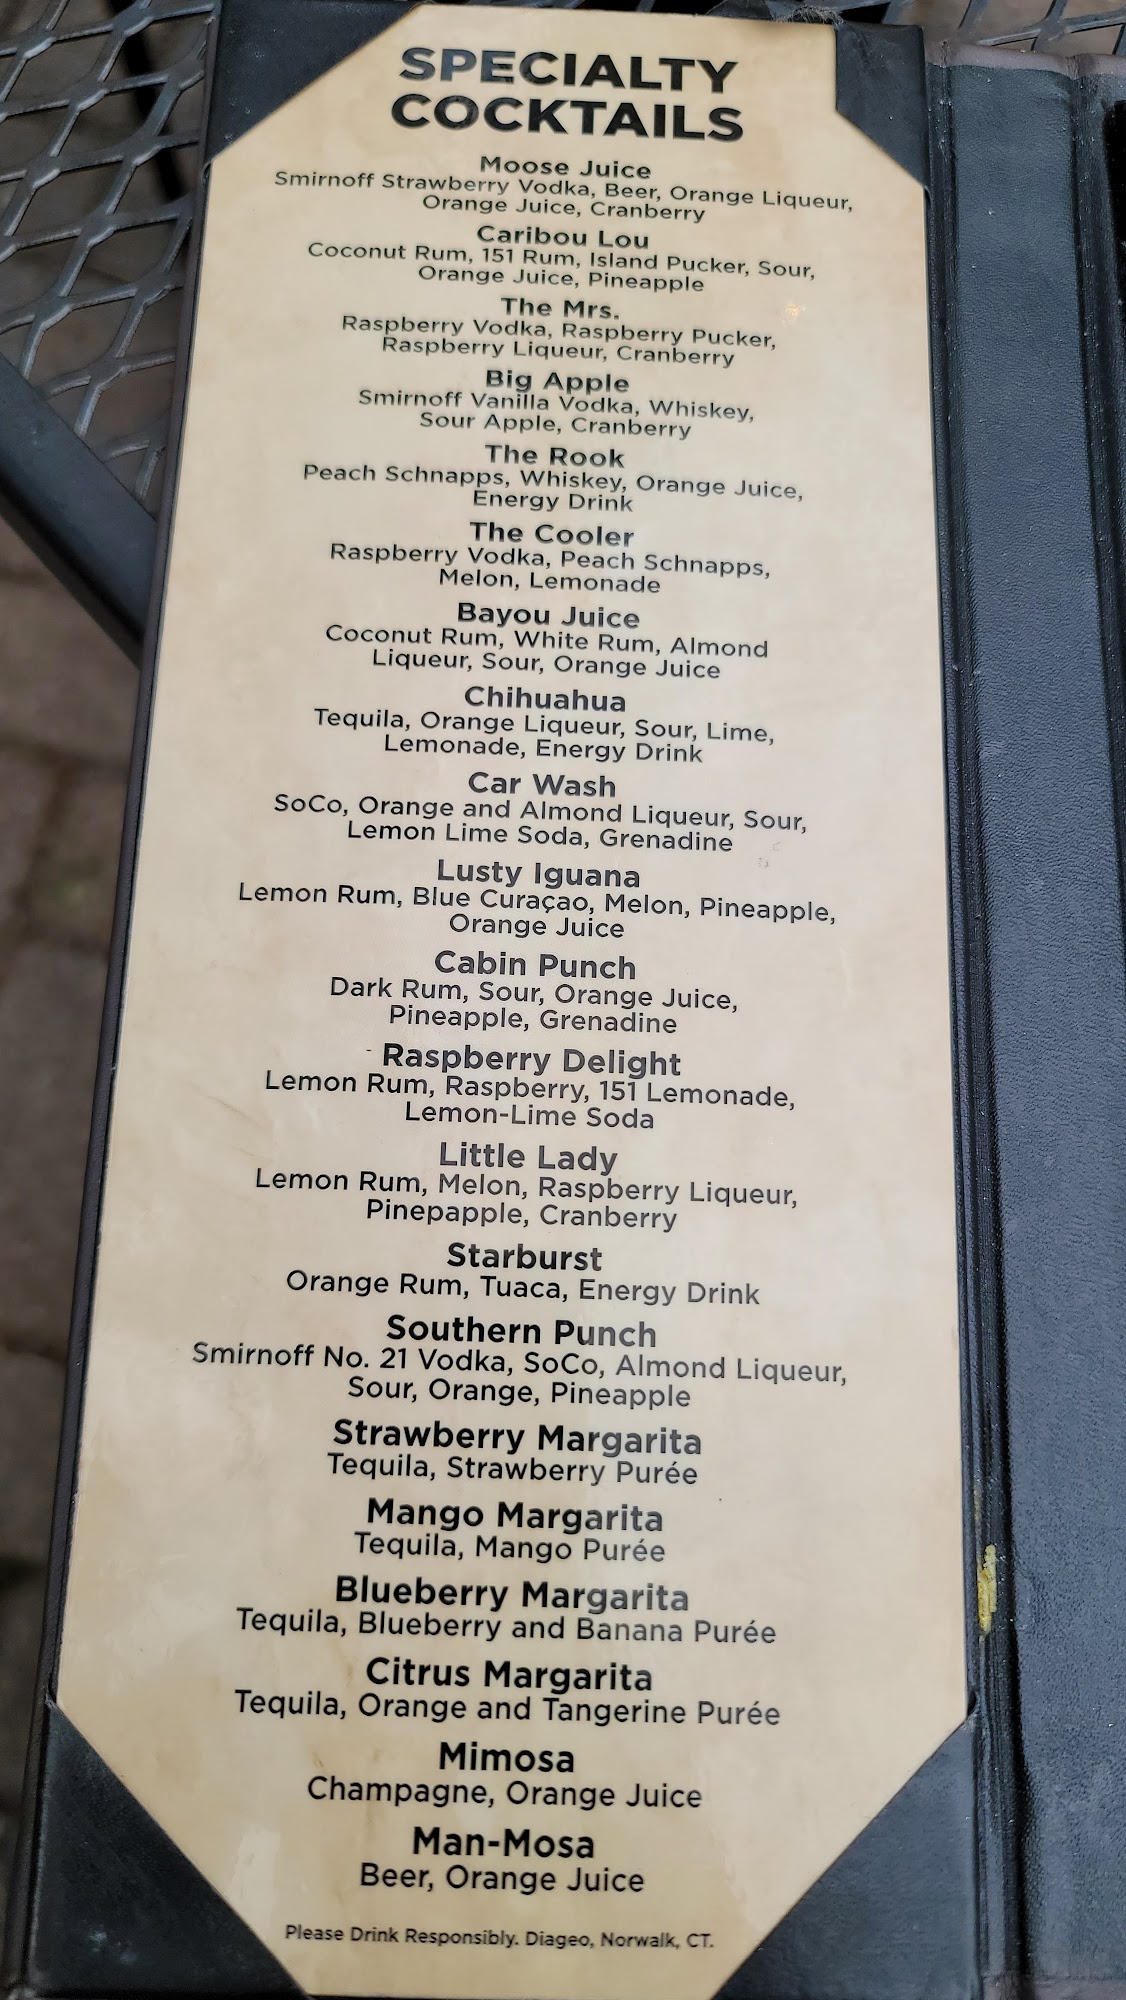 SPECIALTY
COCKTAILS
Moose Juice
Smirnoff Strawberry Vodka, Beer, Orange Liqueur,
Orange Juice, Cranberry
Caribou Lou
Coconut Rum, 151 Rum, Island Pucker, Sour,
Orange Juice, Pineapple
The Mrs.
Raspberry Vodka, Raspberry Pucker,
Raspberry Liqueur, Cranberry
Big Apple
Smirnoff Vanilla Vodka, Whiskey,
Sour Apple, Cranberry
The Rook
Peach Schnapps, Whiskey, Orange Juice,
Energy Drink
The Cooler
Raspberry Vodka, Peach Schnapps,
Melon, Lemonade
Bayou Juice
Coconut Rum, White Rum, Almond
Liqueur, Sour, Orange Juice
Chihuahua
Tequila, Orange Liqueur, Sour, Lime,
Lemonade, Energy Drink
Car Wash
SoCo, Orange and Almond Liqueur, Sour,
Lemon Lime Soda, Grenadine
Lusty Iguana
Lemon Rum, Blue Curaçao, Melon, Pineapple,
Orange Juice
Cabin Punch
Dark Rum, Sour, Orange Juice,
Pineapple, Grenadine
Raspberry Delight
Lemon Rum, Raspberry, 151 Lemonade,
Lemon-Lime Soda
Little Lady
Lemon Rum, Melon, Raspberry Liqueur,
Pinepapple, Cranberry
Starburst
Orange Rum, Tuaca, Energy Drink
Southern Punch
Smirnoff No. 21 Vodka, SoCo, Almond Liqueur,
Sour, Orange, Pineapple
Strawberry Margarita
Tequila, Strawberry Purée
Mango Margarita
Tequila, Mango Purée
Blueberry Margarita
Tequila, Blueberry and Banana Purée
Citrus Margarita
Tequila, Orange and Tangerine Purée
Mimosa
Champagne, Orange Juice
Man-Mosa
Beer, Orange Juice
Please Drink Responsibly. Diageo, Norwalk, CT.